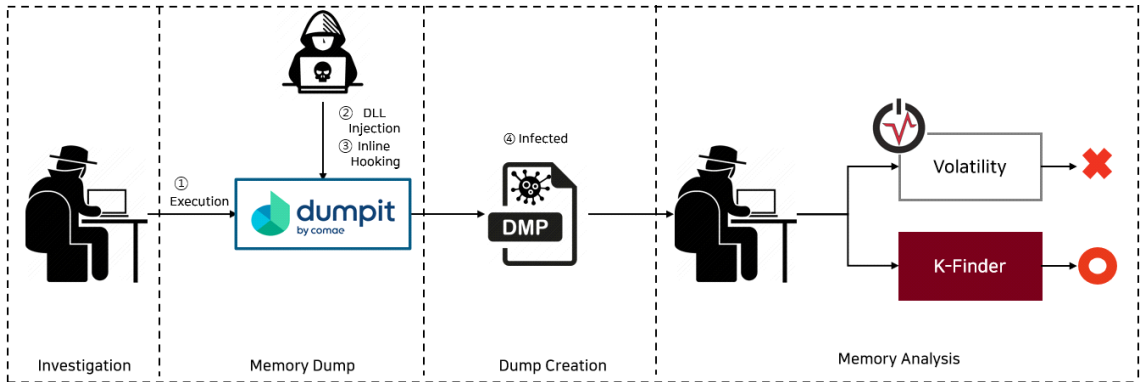 ① Execution
② DLL Injection
③ Inline Hooking
dumpit
by comae
④ Infected
DMP
Volatility
K-Finder
Investigation
Memory Dump
Dump Creation
Memory Analysis